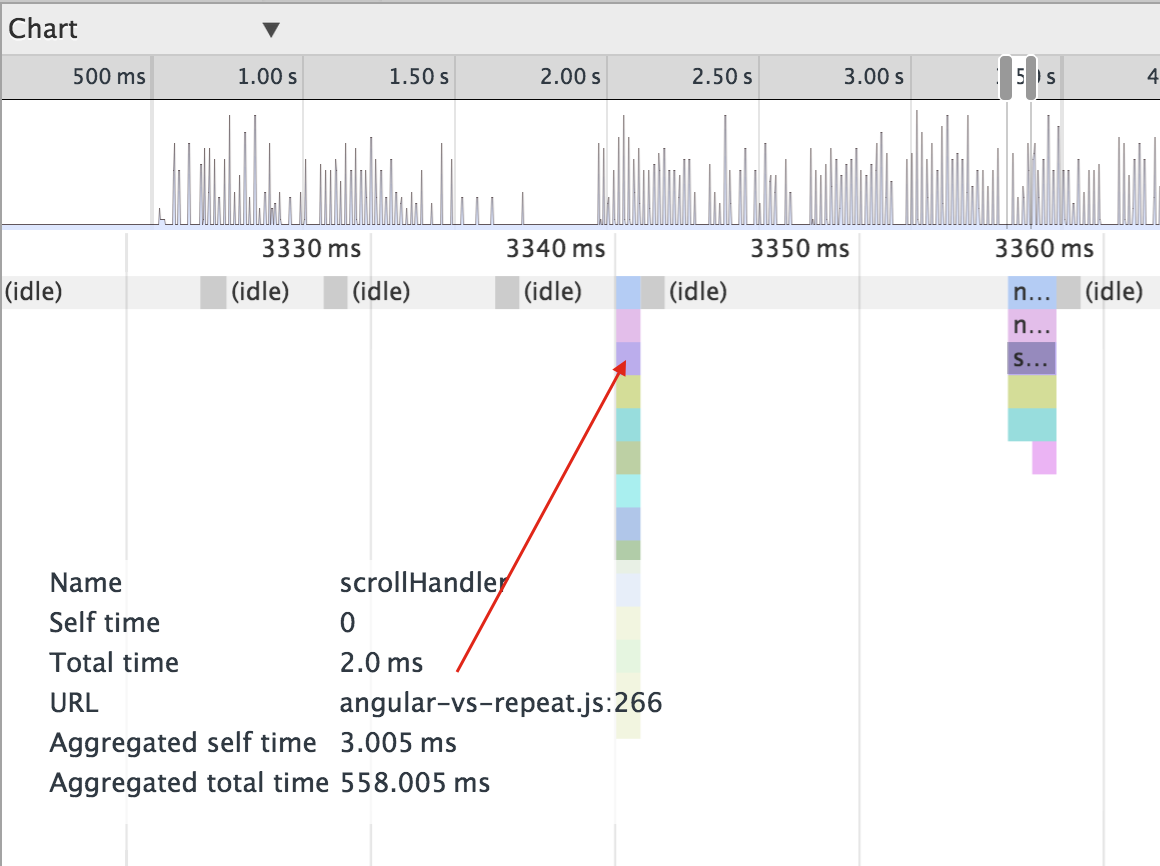 Chart ▼
500 ms 1.00 s 1.50 s 2.00 s 2.50 s 3.00 s 50 s 4
3330 ms 3340 ms 3350 ms 3360 ms
(idle) (idle) (idle) (idle) (idle) n... (idle)
n...
s...
Name scrollHandler
Self time 0
Total time 2.0 ms
URL angular-vs-repeat.js:266
Aggregated self time 3.005 ms
Aggregated total time 558.005 ms